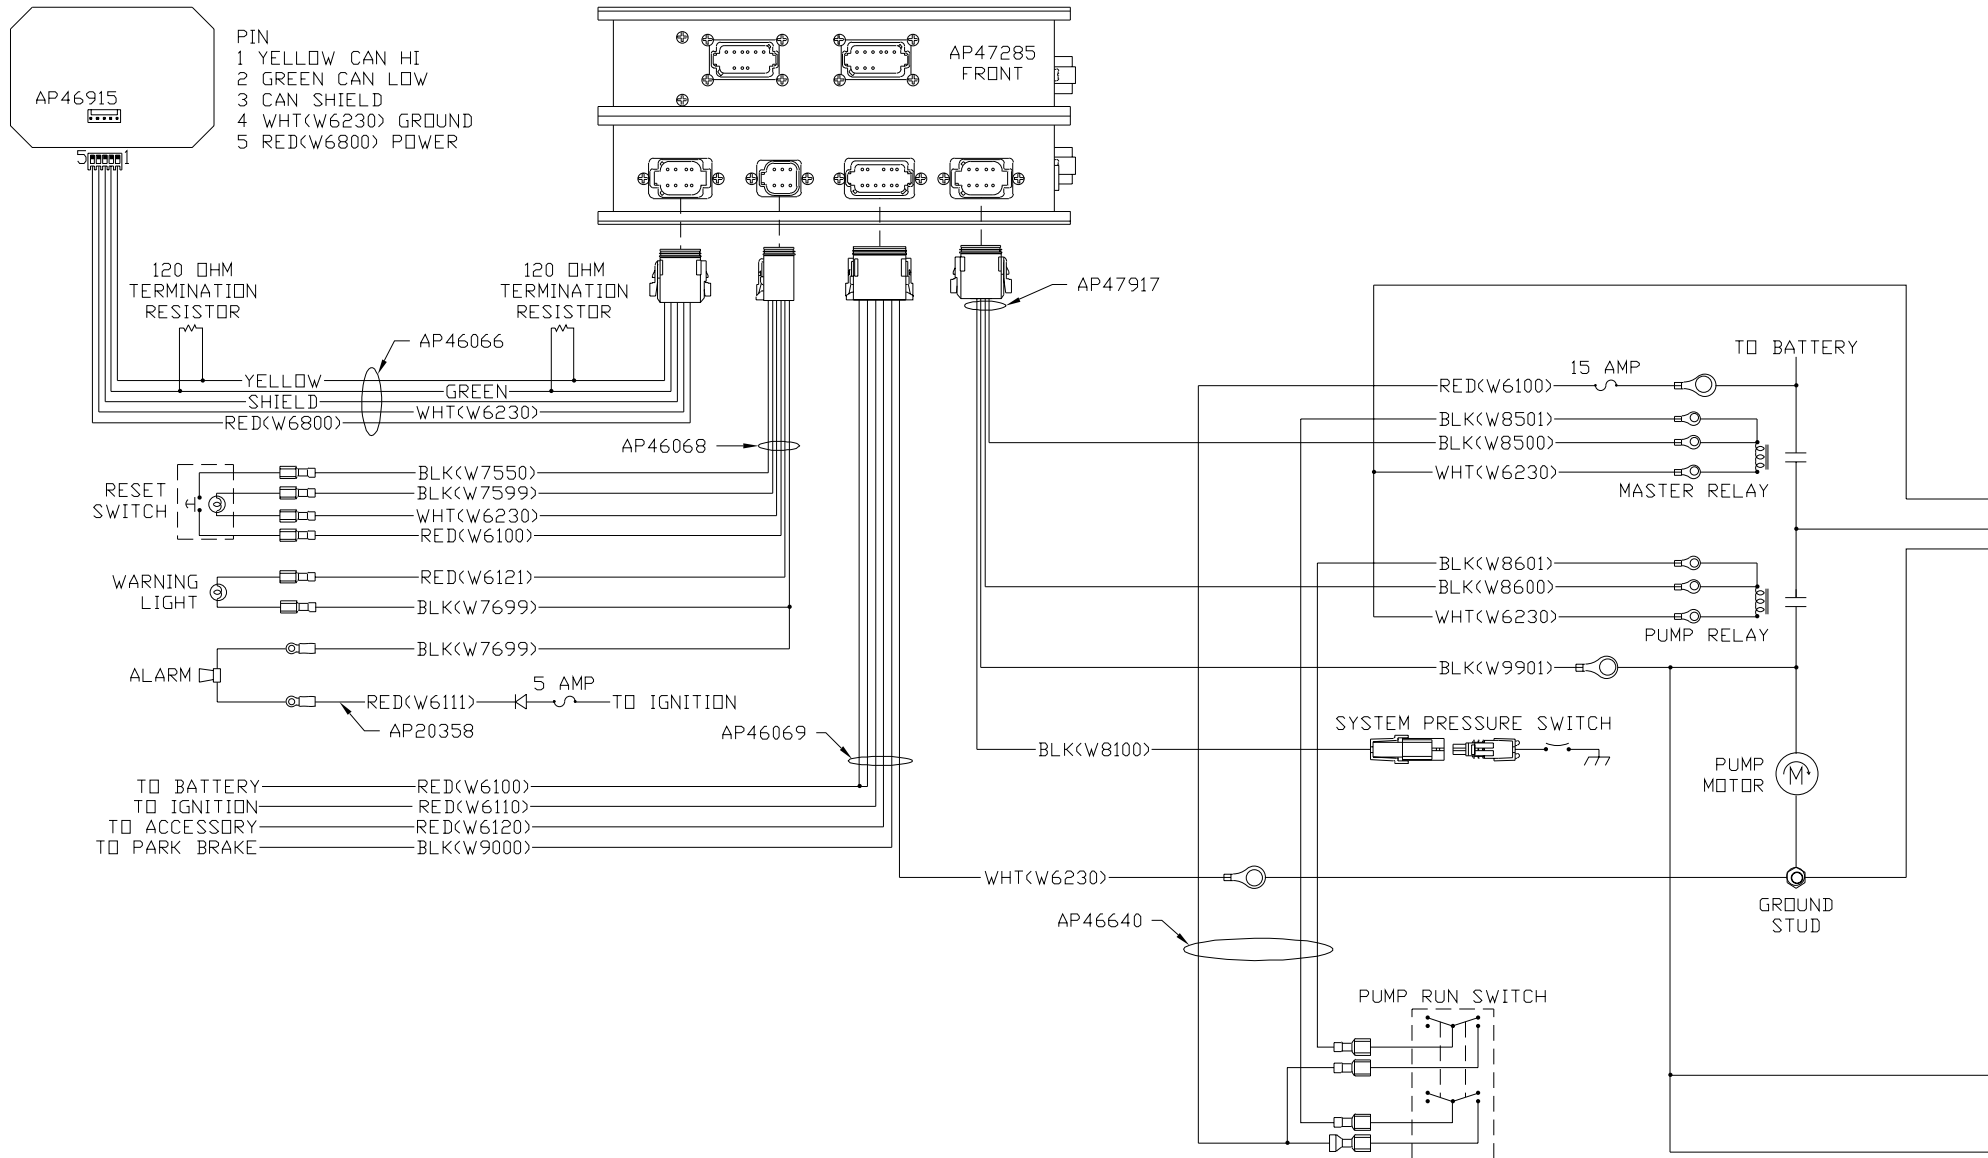 AP46915
PIN
1 YELLOW CAN HI
2 GREEN CAN LOW
3 CAN SHIELD
4 WHT(W6230) GROUND
5 RED(W6800) POWER
5
1
AP47285
FRONT
120 OHM
TERMINATION
RESISTOR
120 OHM
TERMINATION
RESISTOR
AP46066
AP47917
YELLOW
GREEN
SHIELD
WHT(W6230)
RED(W6800)
AP46068
RESET
SWITCH
BLK(W7550)
BLK(W7599)
WHT(W6230)
RED(W6100)
WARNING
LIGHT
RED(W6121)
BLK(W7699)
ALARM
BLK(W7699)
RED(W6111)
5 AMP
TO IGNITION
AP20358
AP46069
TO BATTERY
RED(W6100)
TO IGNITION
RED(W6110)
TO ACCESSORY
RED(W6120)
TO PARK BRAKE
BLK(W9000)
TO BATTERY
15 AMP
RED(W6100)
BLK(W8501)
BLK(W8500)
WHT(W6230)
MASTER RELAY
BLK(W8601)
BLK(W8600)
WHT(W6230)
PUMP RELAY
BLK(W9901)
SYSTEM PRESSURE SWITCH
BLK(W8100)
PUMP
MOTOR
M
WHT(W6230)
GROUND
STUD
AP46640
PUMP RUN SWITCH